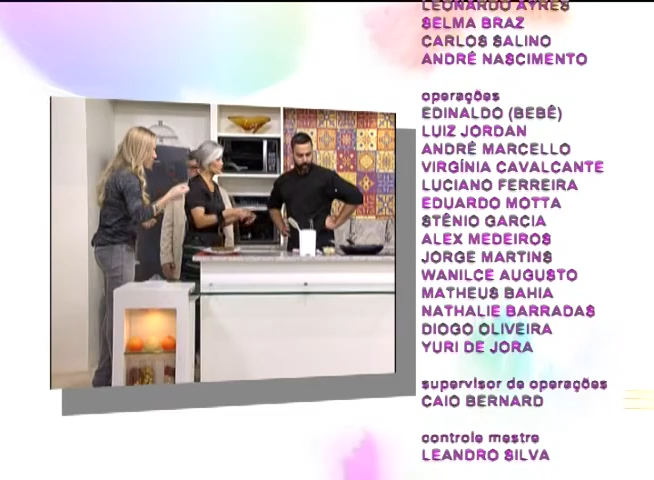 LEONARDO AYRES
SELMA BRAZ
CARLOS SALINO
ANDRÉ NASCIMENTO
operações
EDINALDO (BEBÊ)
LUIZ JORDAN
ANDRÉ MARCELLO
VIRGÍNIA CAVALCANTE
LUCIANO FERREIRA
EDUARDO MOTTA
STÊNIO GARCIA
ALEX MEDEIROS
JORGE MARTINS
WANILCE AUGUSTO
MATHEUS BAHIA
NATHALIE BARRADAS
DIOGO OLIVEIRA
YURI DE JORA
supervisor de operações
CAIO BERNARD
controle mestre
LEANDRO SILVA